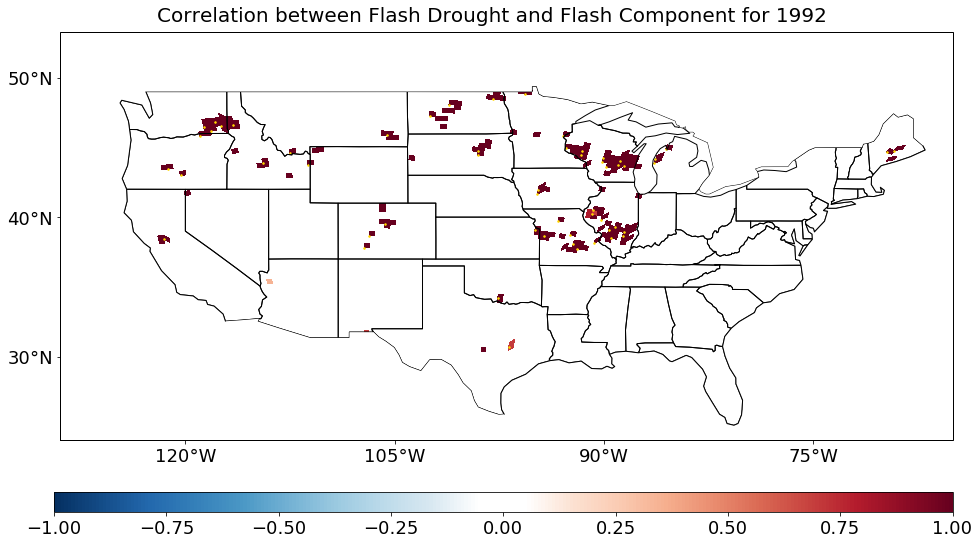 Correlation between Flash Drought and Flash Component for 1992
50°N
40°N
30°N
120°W 105°W 90°W 75°W
−1.00 −0.75 −0.50 −0.25 0.00 0.25 0.50 0.75 1.00